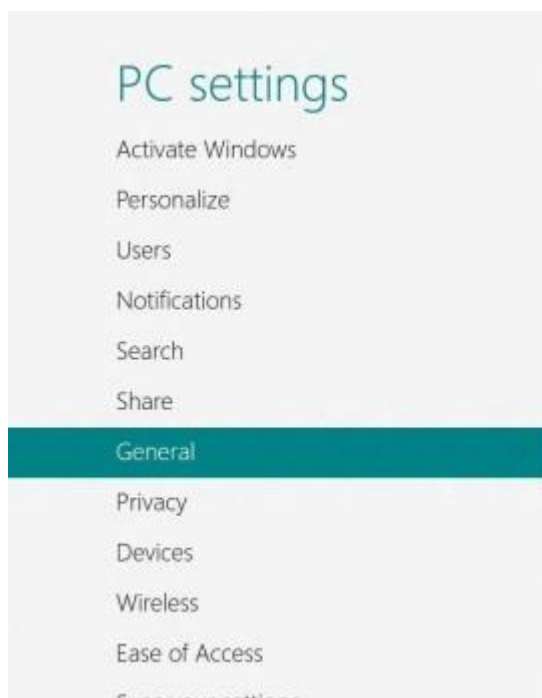 PC settings
Activate Windows
Personalize
Users
Notifications
Search
Share
General
Privacy
Devices
Wireless
Ease of Access